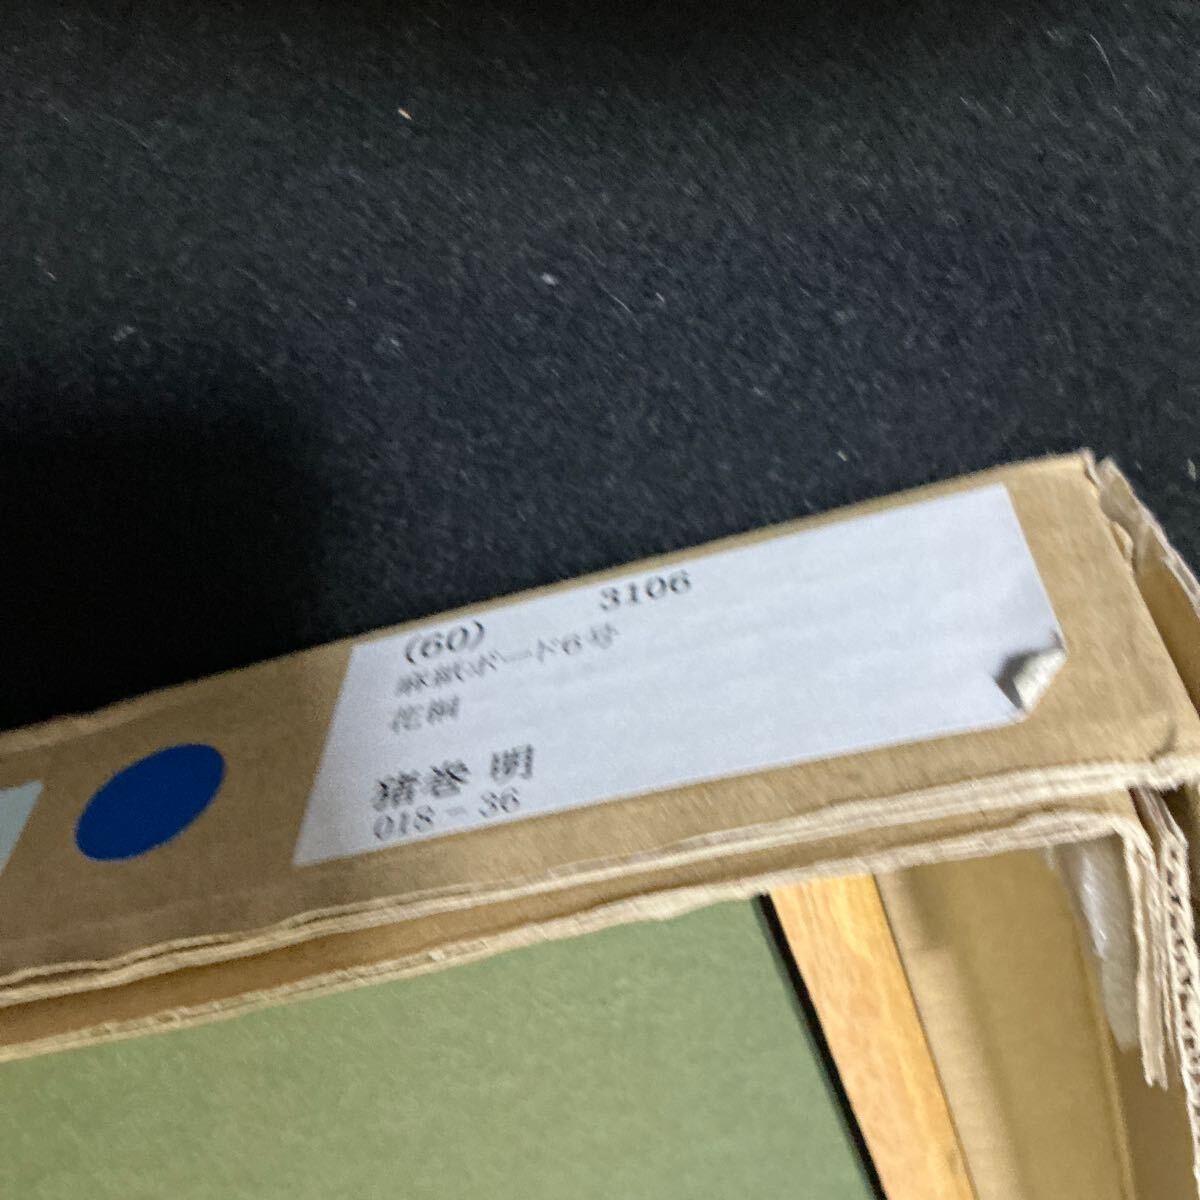 (60) 3106
麻紙ボード6号
花桐
猪巻 明
018-36